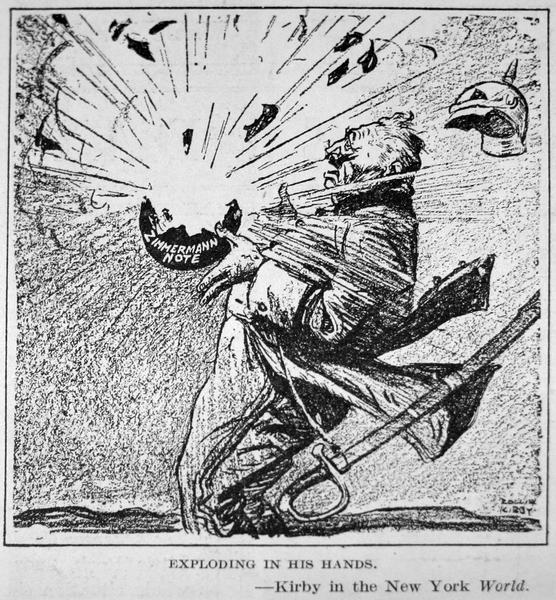 ZIMMERMANN
NOTE
ROLLIN
KIRBY-
EXPLODING IN HIS HANDS.
—Kirby in the New York World.